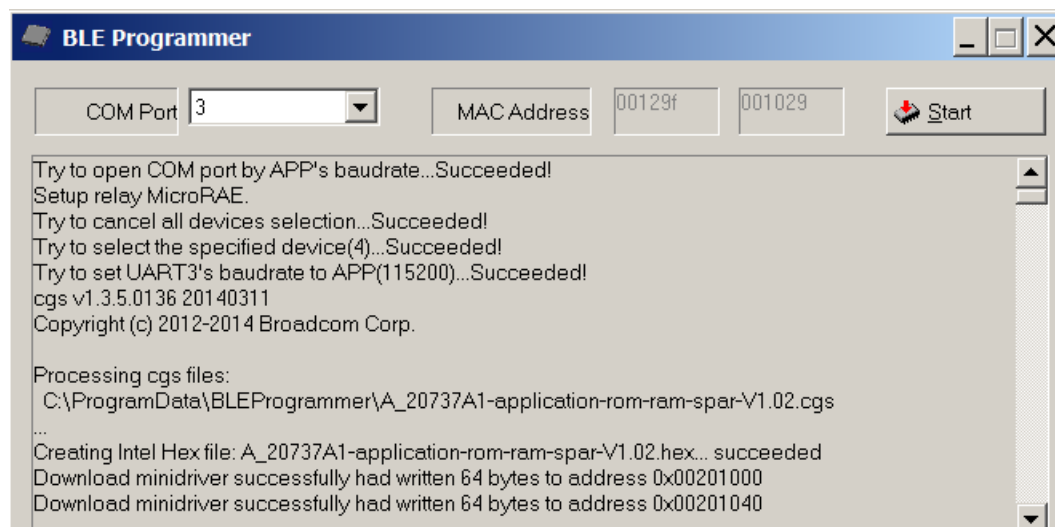 BLE Programmer
COM Port 3 MAC Address 00129f 001029 Start
Try to open COM port by APP's baudrate...Succeeded!
Setup relay MicroRAE.
Try to cancel all devices selection...Succeeded!
Try to select the specified device(4)...Succeeded!
Try to set UART3's baudrate to APP(115200)...Succeeded!
cgs v1.3.5.0136 20140311
Copyright (c) 2012-2014 Broadcom Corp.
Processing cgs files:
C:\ProgramData\BLEProgrammer\A_20737A1-application-rom-ram-spar-V1.02.cgs
...
Creating Intel Hex file: A_20737A1-application-rom-ram-spar-V1.02.hex... succeeded
Download minidriver successfully had written 64 bytes to address 0x00201000
Download minidriver successfully had written 64 bytes to address 0x00201040